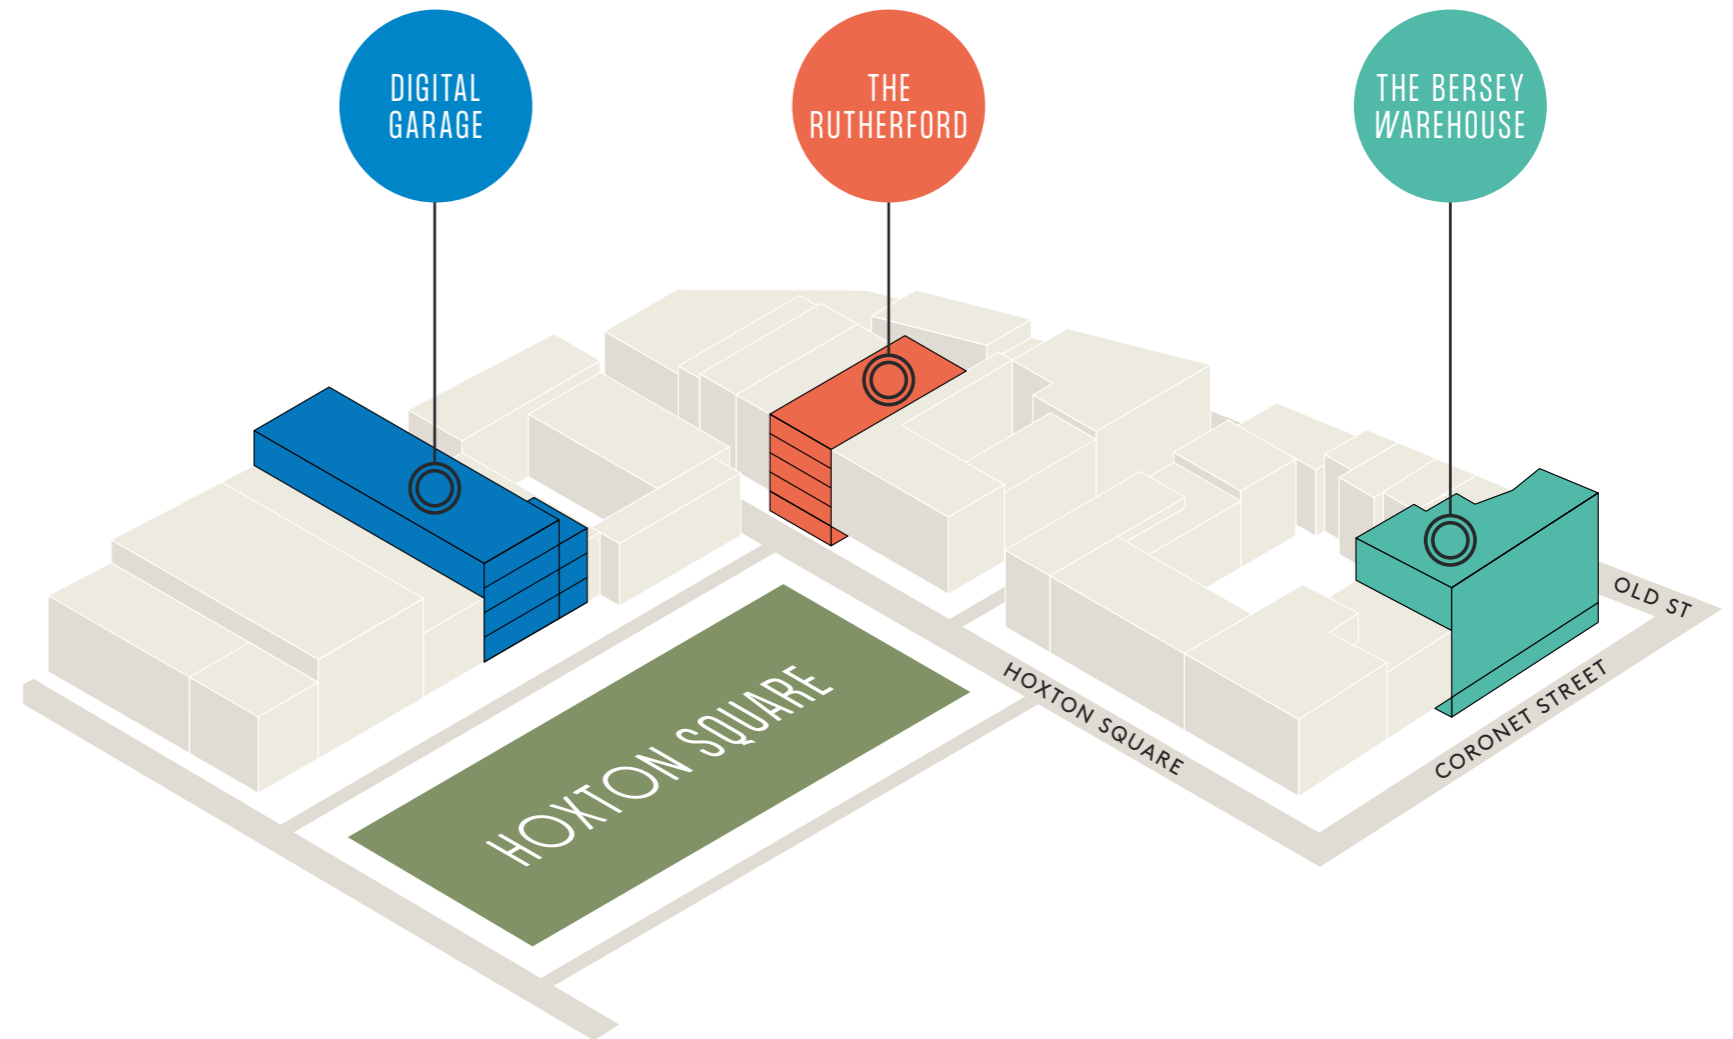 DIGITAL
GARAGE
THE
RUTHERFORD
THE BERSEY
WAREHOUSE
OLD ST
HOXTON SQUARE
HOXTON SQUARE
CORONET STREET